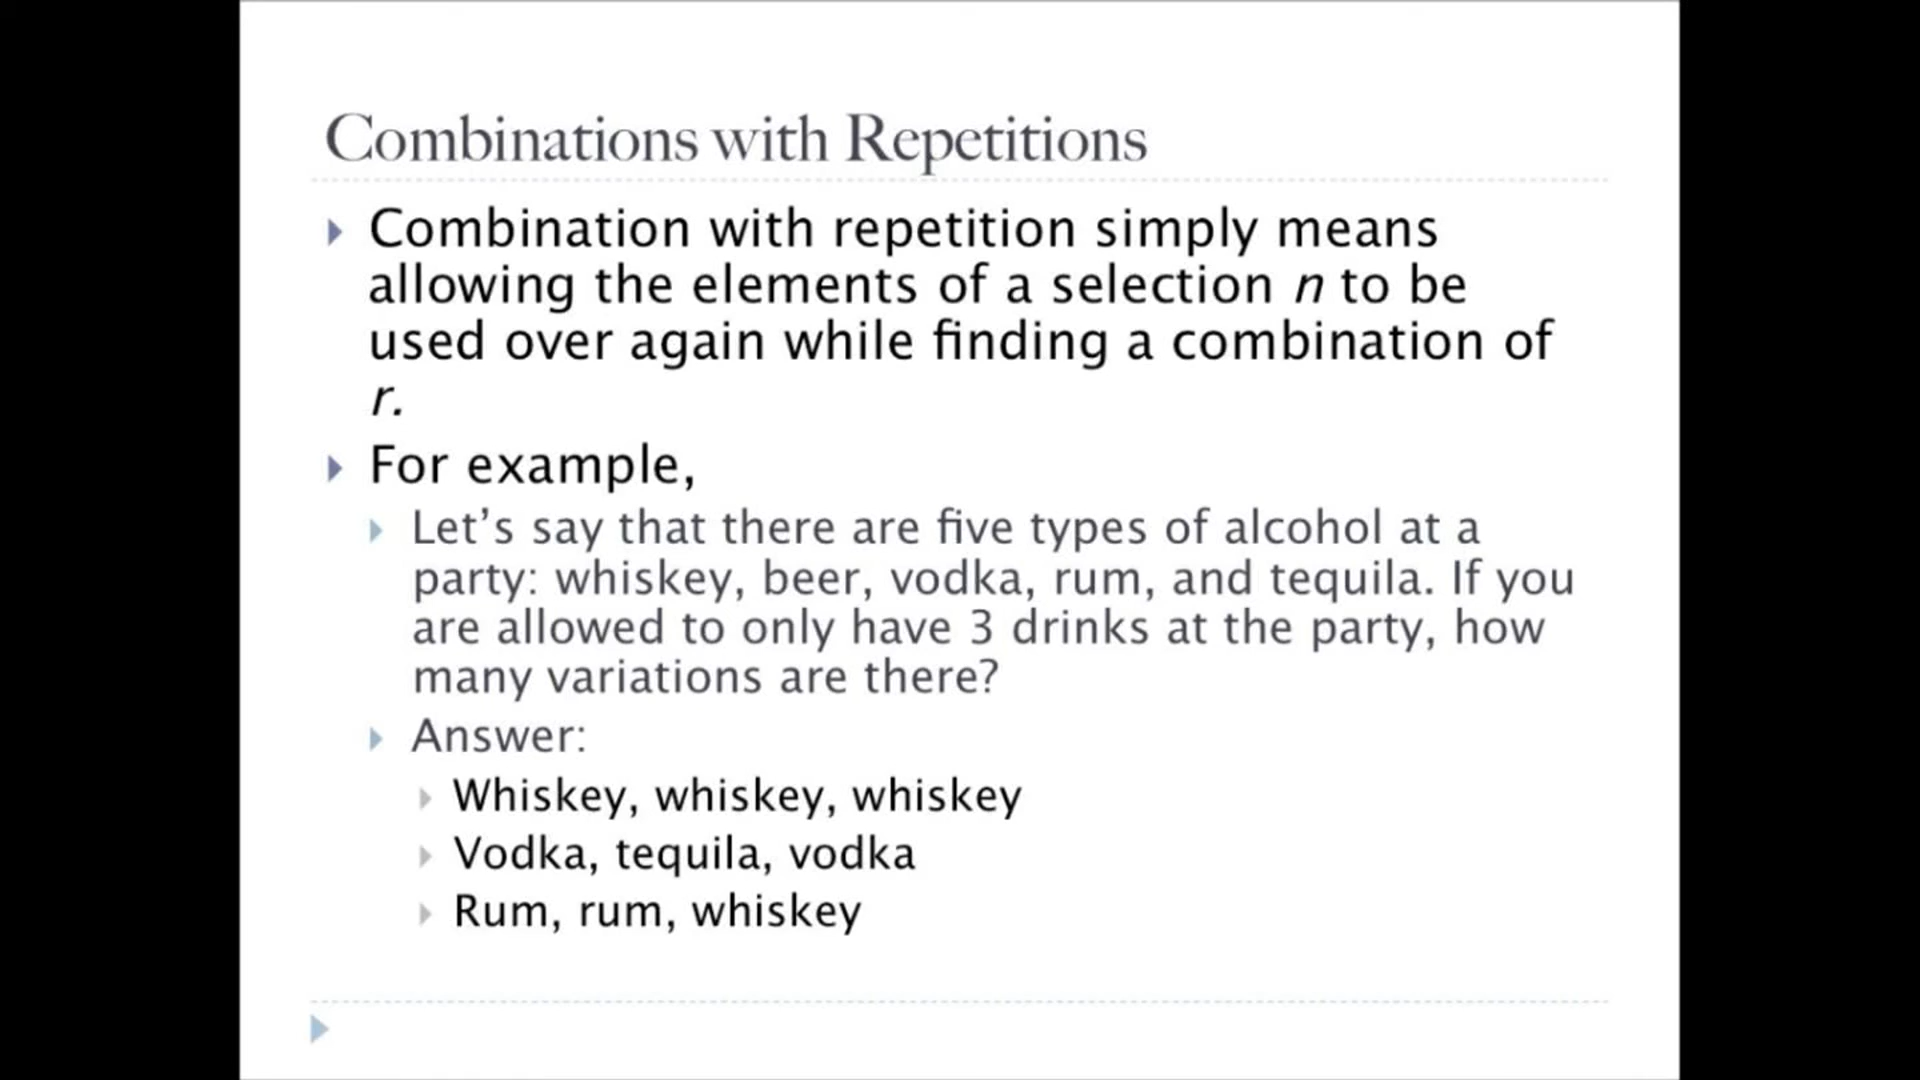 Combinations with Repetitions
Combination with repetition simply means
allowing the elements of a selection n to be
used over again while finding a combination of
r.
For example,
Let’s say that there are five types of alcohol at a
party: whiskey, beer, vodka, rum, and tequila. If you
are allowed to only have 3 drinks at the party, how
many variations are there?
Answer:
Whiskey, whiskey, whiskey
Vodka, tequila, vodka
Rum, rum, whiskey